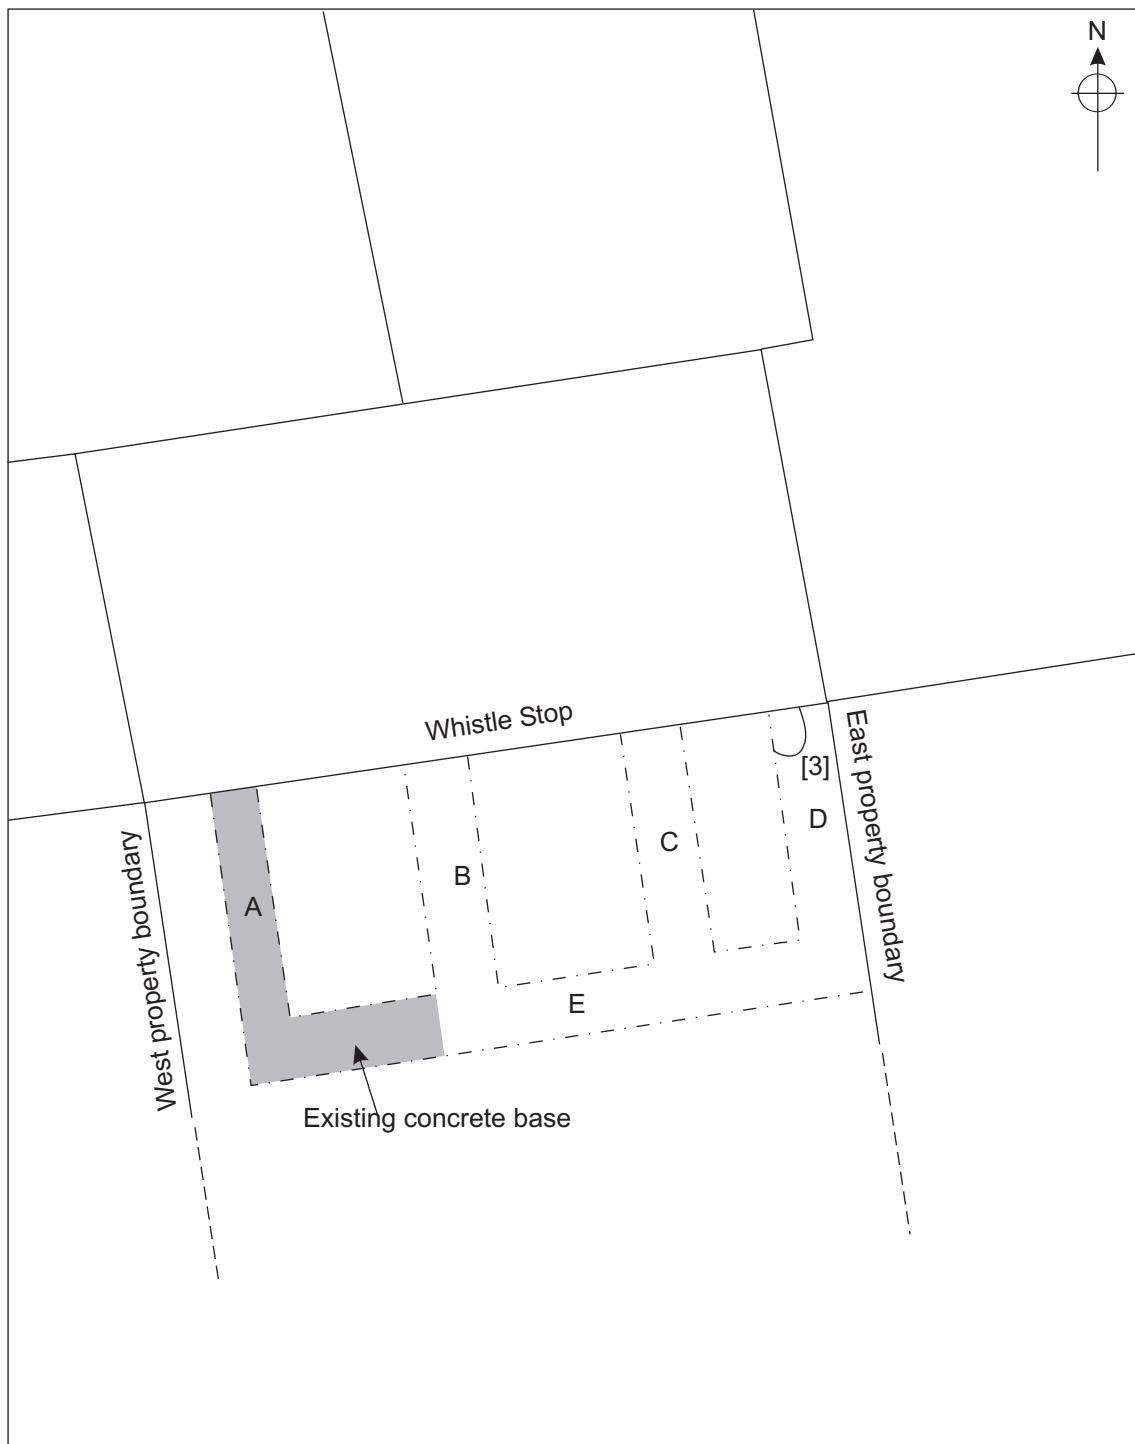 N
Whistle Stop
East property boundary
[3]
D
C
B
A
West property boundary
E
Existing concrete base